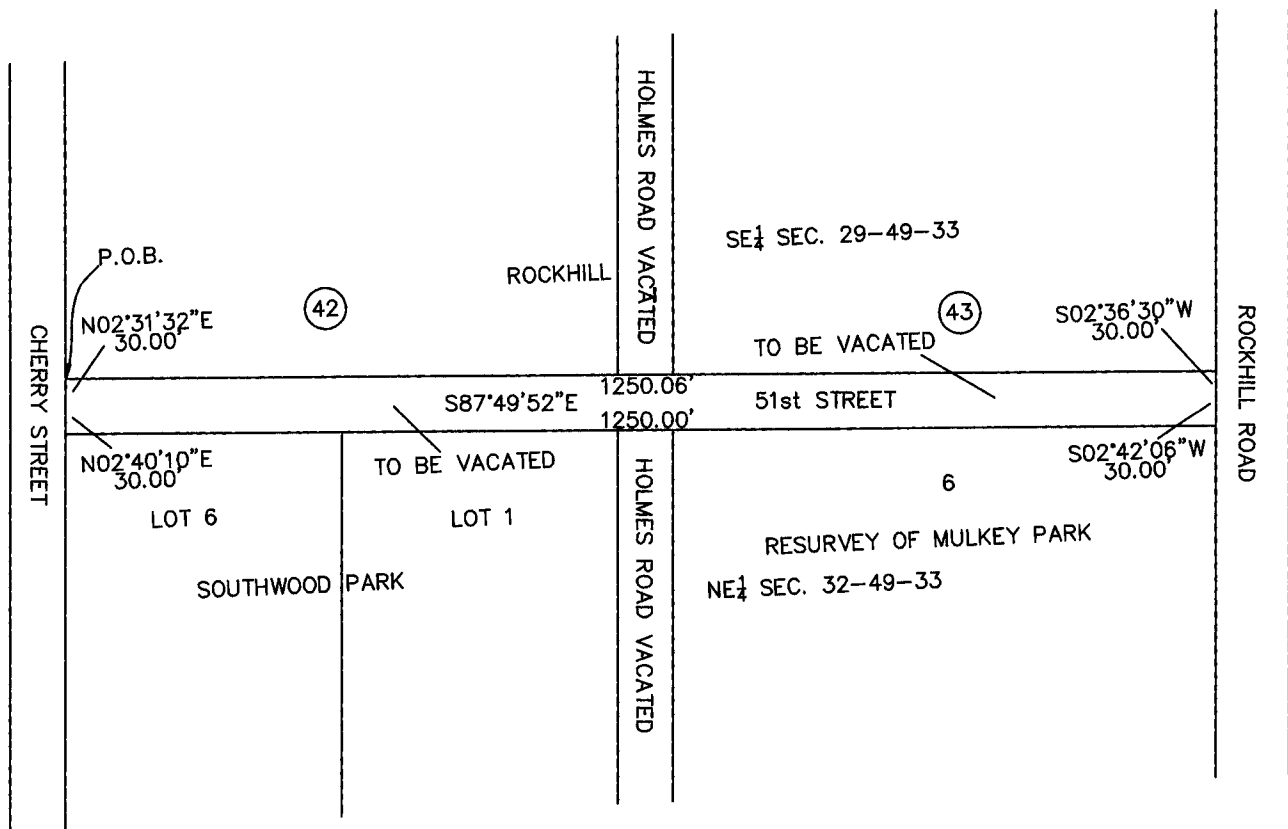 HOLMES ROAD VACATED
SE¼ SEC. 29-49-33
P.O.B.
ROCKHILL
42
43
N02°31'32"E
30.00'
S02°36'30"W
30.00'
TO BE VACATED
CHERRY STREET
ROCKHILL ROAD
1250.06'
S87°49'52"E
51st STREET
1250.00'
N02°40'10"E
30.00'
TO BE VACATED
S02°42'06"W
30.00'
6
LOT 6
LOT 1
RESURVEY OF MULKEY PARK
SOUTHWOOD PARK
NE¼ SEC. 32-49-33
HOLMES ROAD VACATED